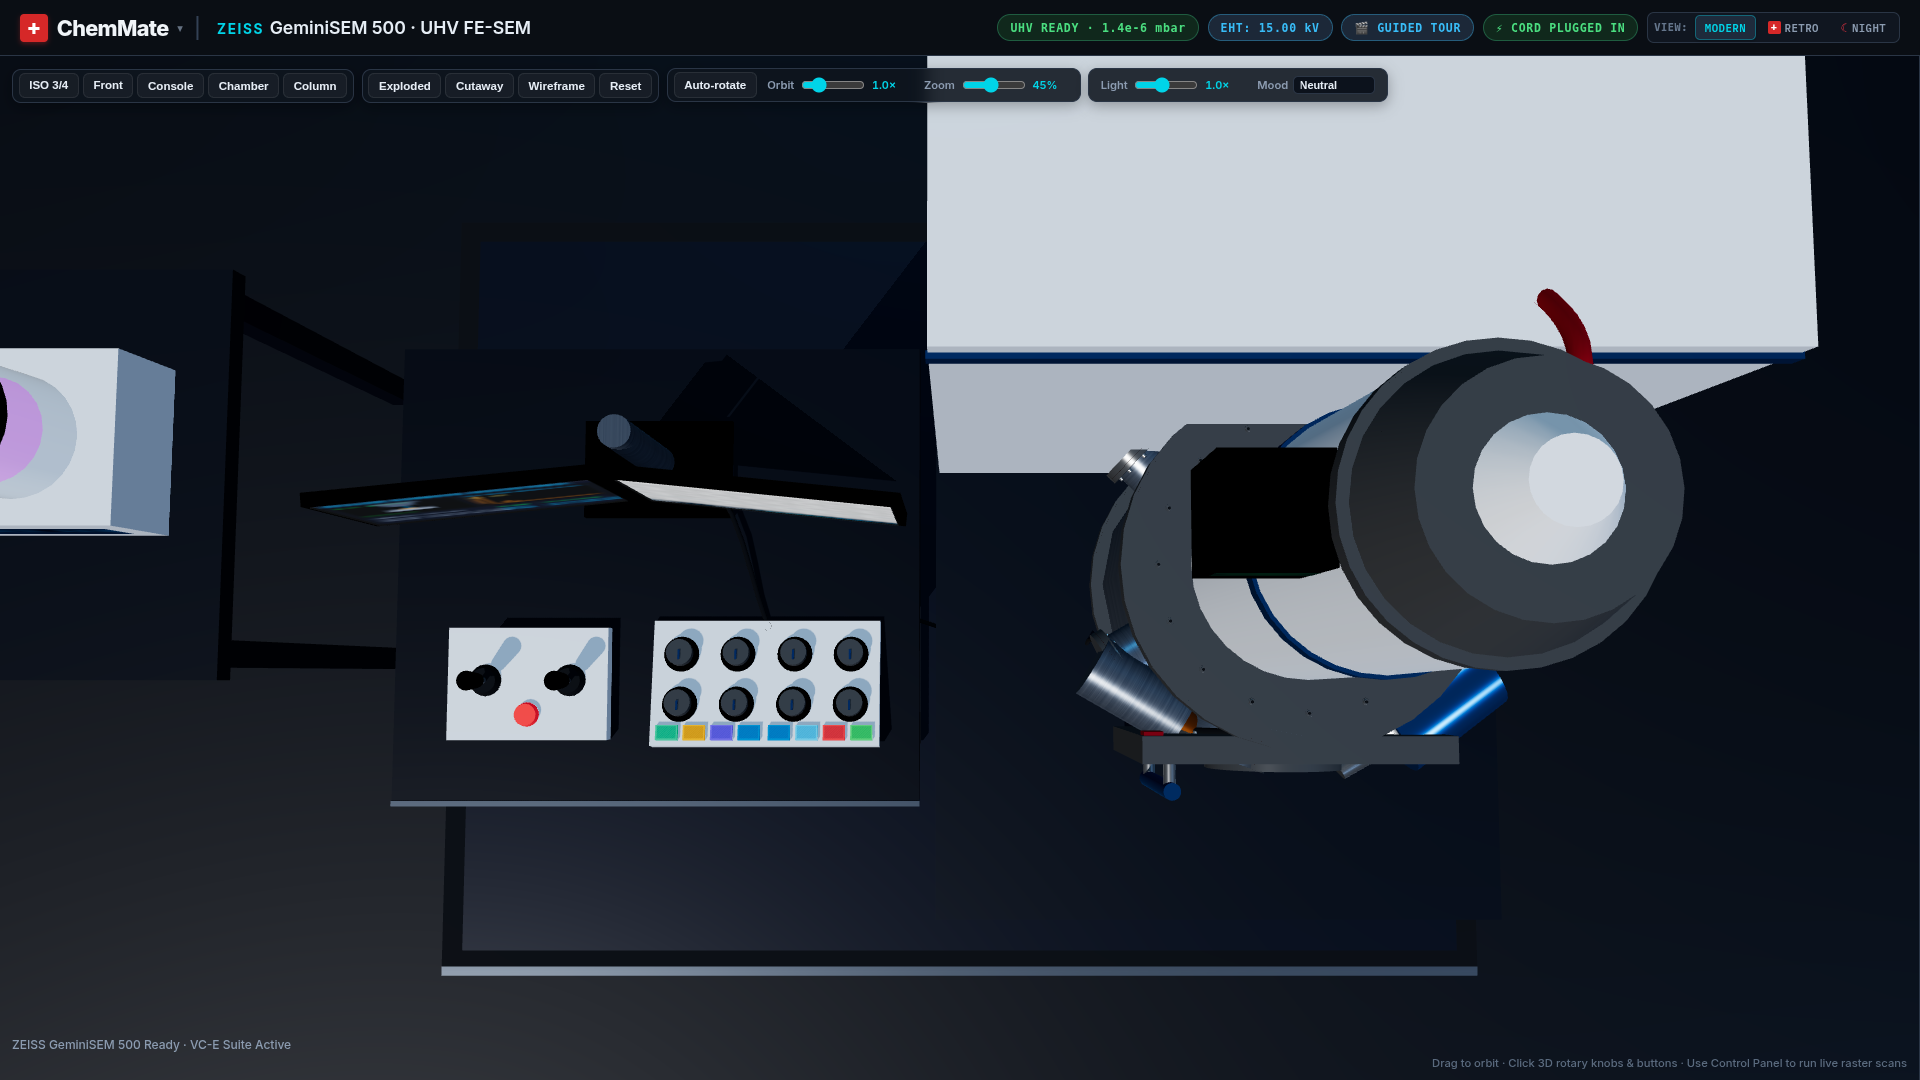 ChemMate ▾ | ZEISS GeminiSEM 500 · UHV FE-SEM
UHV READY · 1.4e-6 mbar
EHT: 15.00 kV
🎬 GUIDED TOUR
⚡ CORD PLUGGED IN
VIEW: MODERN RETRO ☾ NIGHT
ISO 3/4 Front Console Chamber Column
Exploded Cutaway Wireframe Reset
Auto-rotate Orbit 1.0× Zoom 45%
Light 1.0× Mood Neutral
ZEISS GeminiSEM 500 Ready · VC-E Suite Active
Drag to orbit · Click 3D rotary knobs & buttons · Use Control Panel to run live raster scans